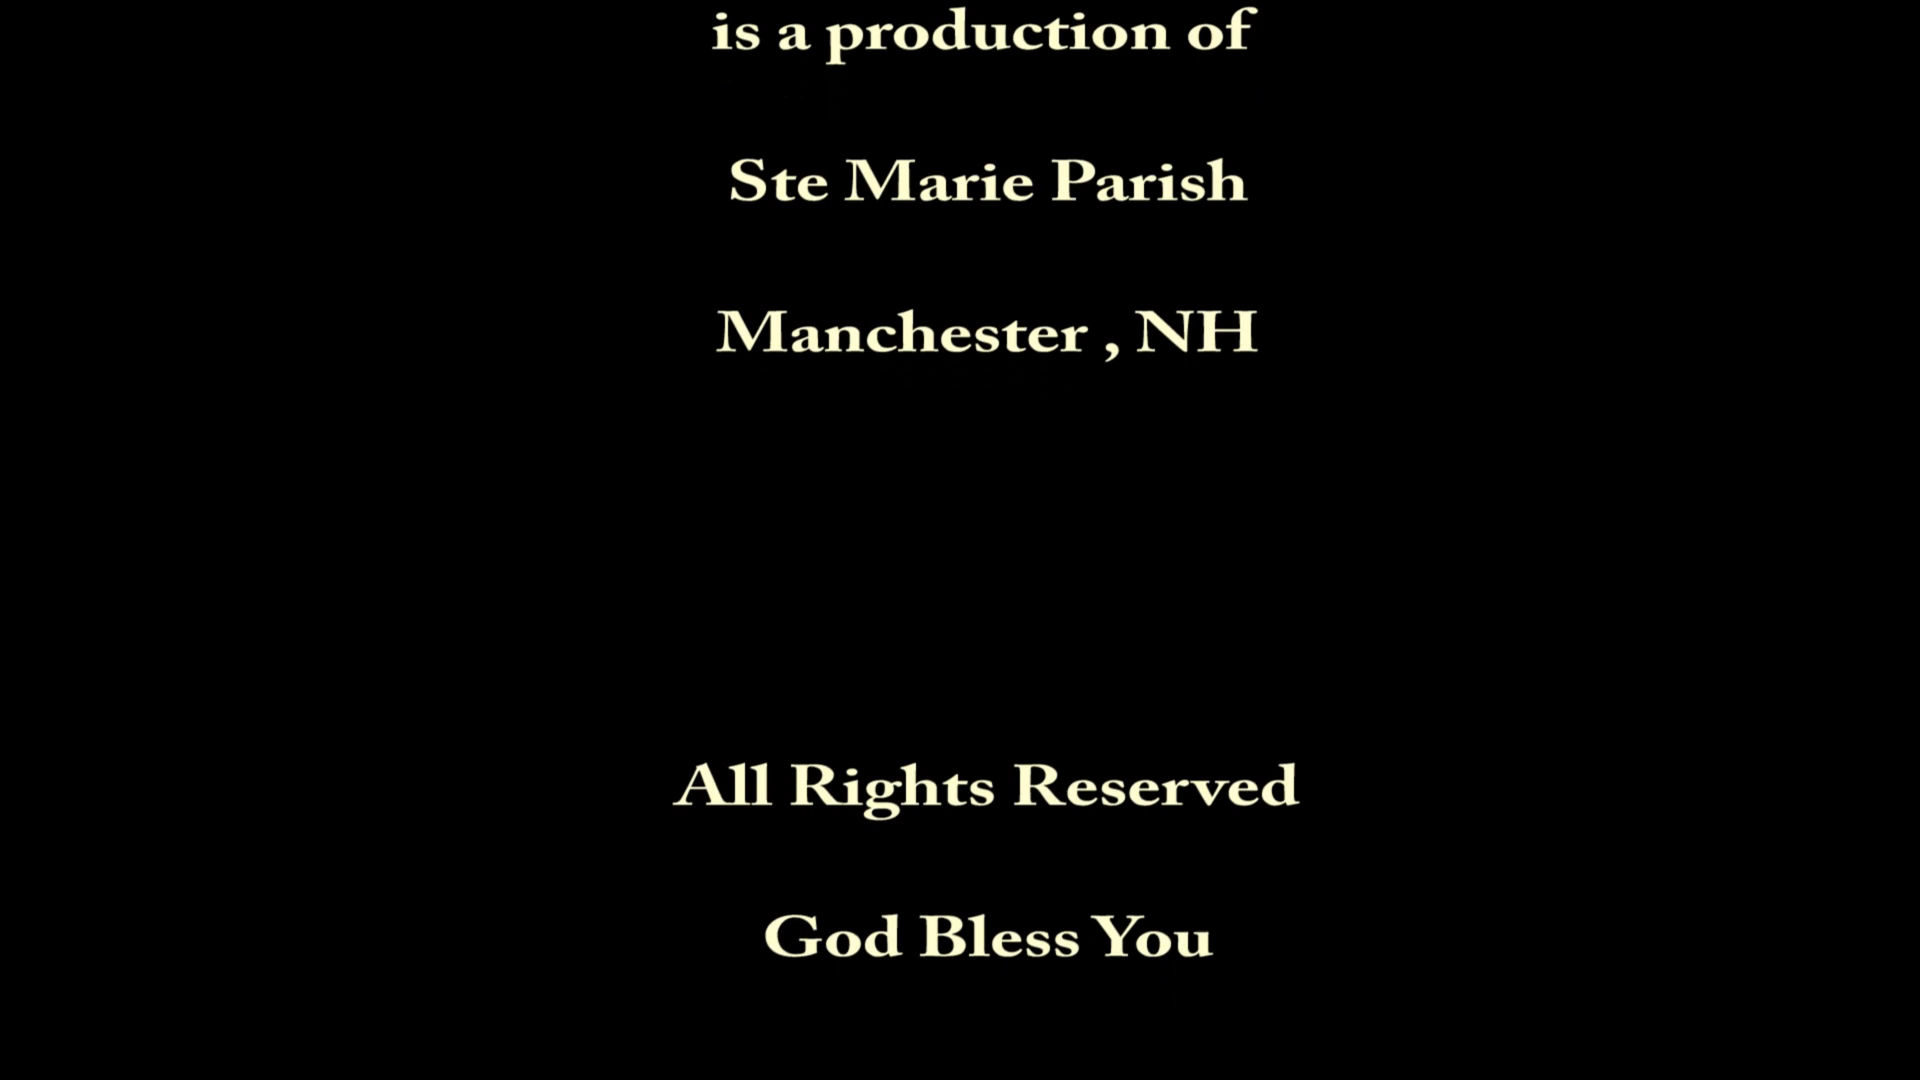 is a production of
Ste Marie Parish
Manchester , NH
All Rights Reserved
God Bless You